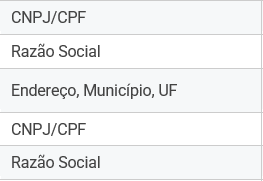 CNPJ/CPF
Razão Social
Endereço, Município, UF
CNPJ/CPF
Razão Social